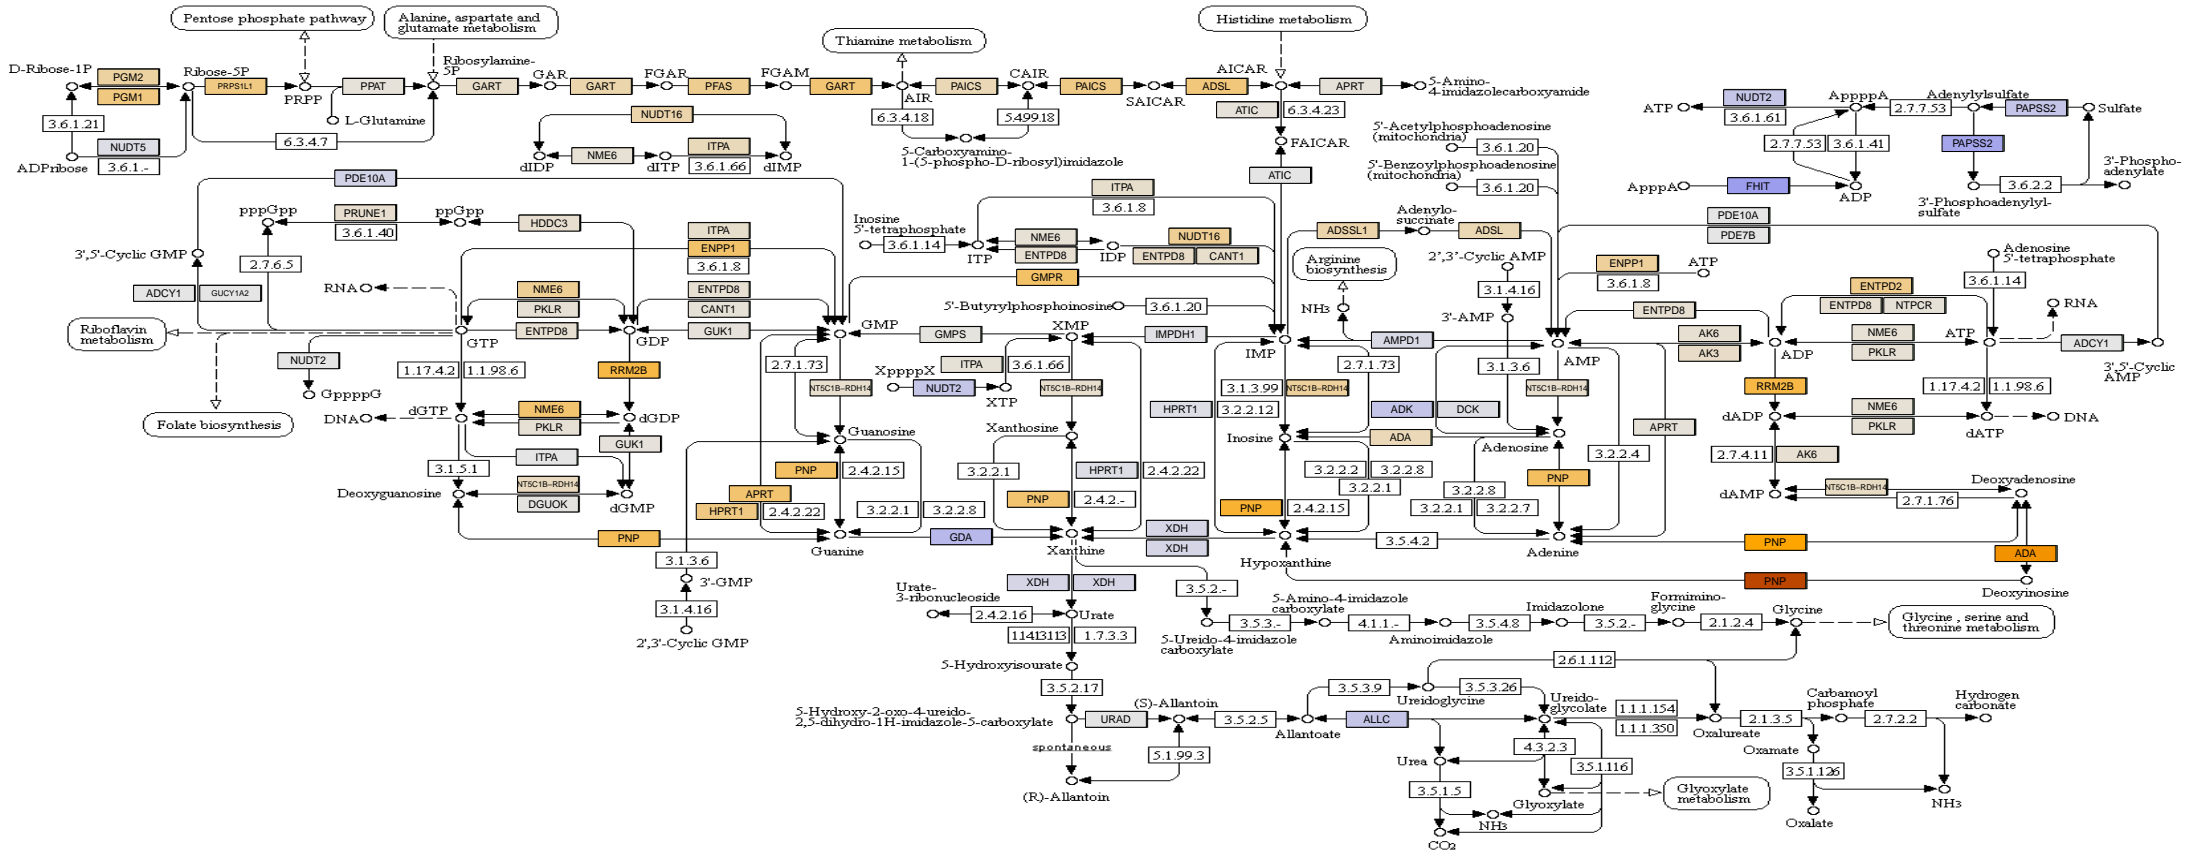 Pentose phosphate pathway
Alanine, aspartate and
glutamate metabolism
Thiamine metabolism
Histidine metabolism
D-Ribose-1P
PGM2
PGM1
Ribose-5P
PRPS1L1
PRPP
PPAT
L-Glutamine
Ribosylamine-
5P
GART
GAR
GART
FGAR
PFAS
FGAM
GART
AIR
PAICS
CAIR
PAICS
SAICAR
ADSL
AICAR
APRT
5-Amino-
4-imidazolecarboxyamide
3.6.1.21
NUDT5
3.6.1.-
ADPribose
6.3.4.7
NUDT16
dIDP
NME6
dITP
ITPA
3.6.1.66
dIMP
6.3.4.18
5.4.99.18
5-Carboxyamino-
1-(5-phospho-D-ribosyl)imidazole
ATIC
6.3.4.23
FAICAR
ATIC
ATP
NUDT2
3.6.1.61
AppppA
2.7.7.53
Adenylylsulfate
PAPSS2
Sulfate
2.7.7.53
3.6.1.41
PAPSS2
ApppA
FHIT
ADP
3.6.2.2
3'-Phospho-
adenylate
3'-Phosphoadenylyl-
sulfate
5'-Acetylphosphoadenosine
(mitochondria)
3.6.1.20
5'-Benzoylphosphoadenosine
(mitochondria)
3.6.1.20
PDE10A
pppGpp
PRUNE1
3.6.1.40
ppGpp
HDDC3
ITPA
ENPP1
3.6.1.8
3',5'-Cyclic GMP
2.7.6.5
ADCY1
GUCY1A2
RNA
NME6
PKLR
ENTPD8
ENTPD8
CANT1
GUK1
Riboflavin
metabolism
GTP
GDP
GMP
ITPA
3.6.1.8
Inosine
5'-tetraphosphate
3.6.1.14
ITP
NME6
ENTPD8
IDP
NUDT16
ENTPD8
CANT1
GMPR
5'-Butyrylphosphoinosine
3.6.1.20
ADSSL1
Adenylo-
succinate
ADSL
Arginine
biosynthesis
NH3
2',3'-Cyclic AMP
3.1.4.16
3'-AMP
3.1.3.6
PDE10A
PDE7B
ENPP1
3.6.1.8
ATP
Adenosine
5'-tetraphosphate
3.6.1.14
ENTPD2
ENTPD8
NTPCR
ENTPD8
AK6
AK3
NME6
PKLR
RNA
ADP
ATP
ADCY1
3',5'-Cyclic
AMP
NUDT2
GppppG
1.17.4.2
1.1.98.6
RRM2B
2.7.1.73
GMPS
XMP
IMPDH1
IMP
AMPD1
AMP
ITPA
3.6.1.66
XppppX
NUDT2
XTP
NT5C1B-RDH14
NT5C1B-RDH14
2.7.1.73
3.1.3.99
NT5C1B-RDH14
HPRT1
3.2.2.12
ADK
DCK
NT5C1B-RDH14
RRM2B
1.17.4.2
1.1.98.6
Folate biosynthesis
DNA
dGTP
NME6
PKLR
dGDP
GUK1
ITPA
3.1.5.1
Deoxyguanosine
NT5C1B-RDH14
DGUOK
dGMP
Guanosine
Xanthosine
Inosine
ADA
Adenosine
APRT
dADP
NME6
PKLR
dATP
DNA
2.7.4.11
AK6
PNP
2.4.2.15
APRT
HPRT1
2.4.2.22
3.2.2.1
3.2.2.8
3.2.2.1
HPRT1
2.4.2.22
PNP
2.4.2.-
3.2.2.2
3.2.2.8
3.2.2.1
PNP
2.4.2.15
3.2.2.4
3.2.2.8
PNP
3.2.2.1
3.2.2.7
dAMP
NT5C1B-RDH14
2.7.1.76
Deoxyadenosine
PNP
Guanine
GDA
Xanthine
XDH
XDH
Hypoxanthine
3.5.4.2
Adenine
PNP
ADA
PNP
Deoxyinosine
3.1.3.6
3'-GMP
3.1.4.16
2',3'-Cyclic GMP
XDH
XDH
Urate-
3-ribonucleoside
2.4.2.16
Urate
3.5.2.-
1.14.13.113
1.7.3.3
5-Amino-4-imidazole
carboxylate
3.5.3.-
5-Ureido-4-imidazole
carboxylate
4.1.1.-
Aminoimidazole
Imidazolone
3.5.4.8
3.5.2.-
Formimino-
glycine
2.1.2.4
Glycine
Glycine , serine and
threonine metabolism
5-Hydroxyisourate
3.5.2.17
5-Hydroxy-2-oxo-4-ureido-
2,5-dihydro-1H-imidazole-5-carboxylate
URAD
spontaneous
(S)-Allantoin
3.5.2.5
5.1.99.3
(R)-Allantoin
Allantoate
3.5.3.9
Ureidoglycine
3.5.3.26
2.6.1.112
ALLC
Ureido-
glycolate
1.1.1.154
1.1.1.350
Oxalureate
2.1.3.5
Carbamoyl
phosphate
2.7.2.2
Hydrogen
carbonate
Urea
4.3.2.3
3.5.1.116
3.5.1.5
Glyoxylate
Glyoxylate
metabolism
NH3
CO2
Oxamate
3.5.1.126
Oxalate
NH3